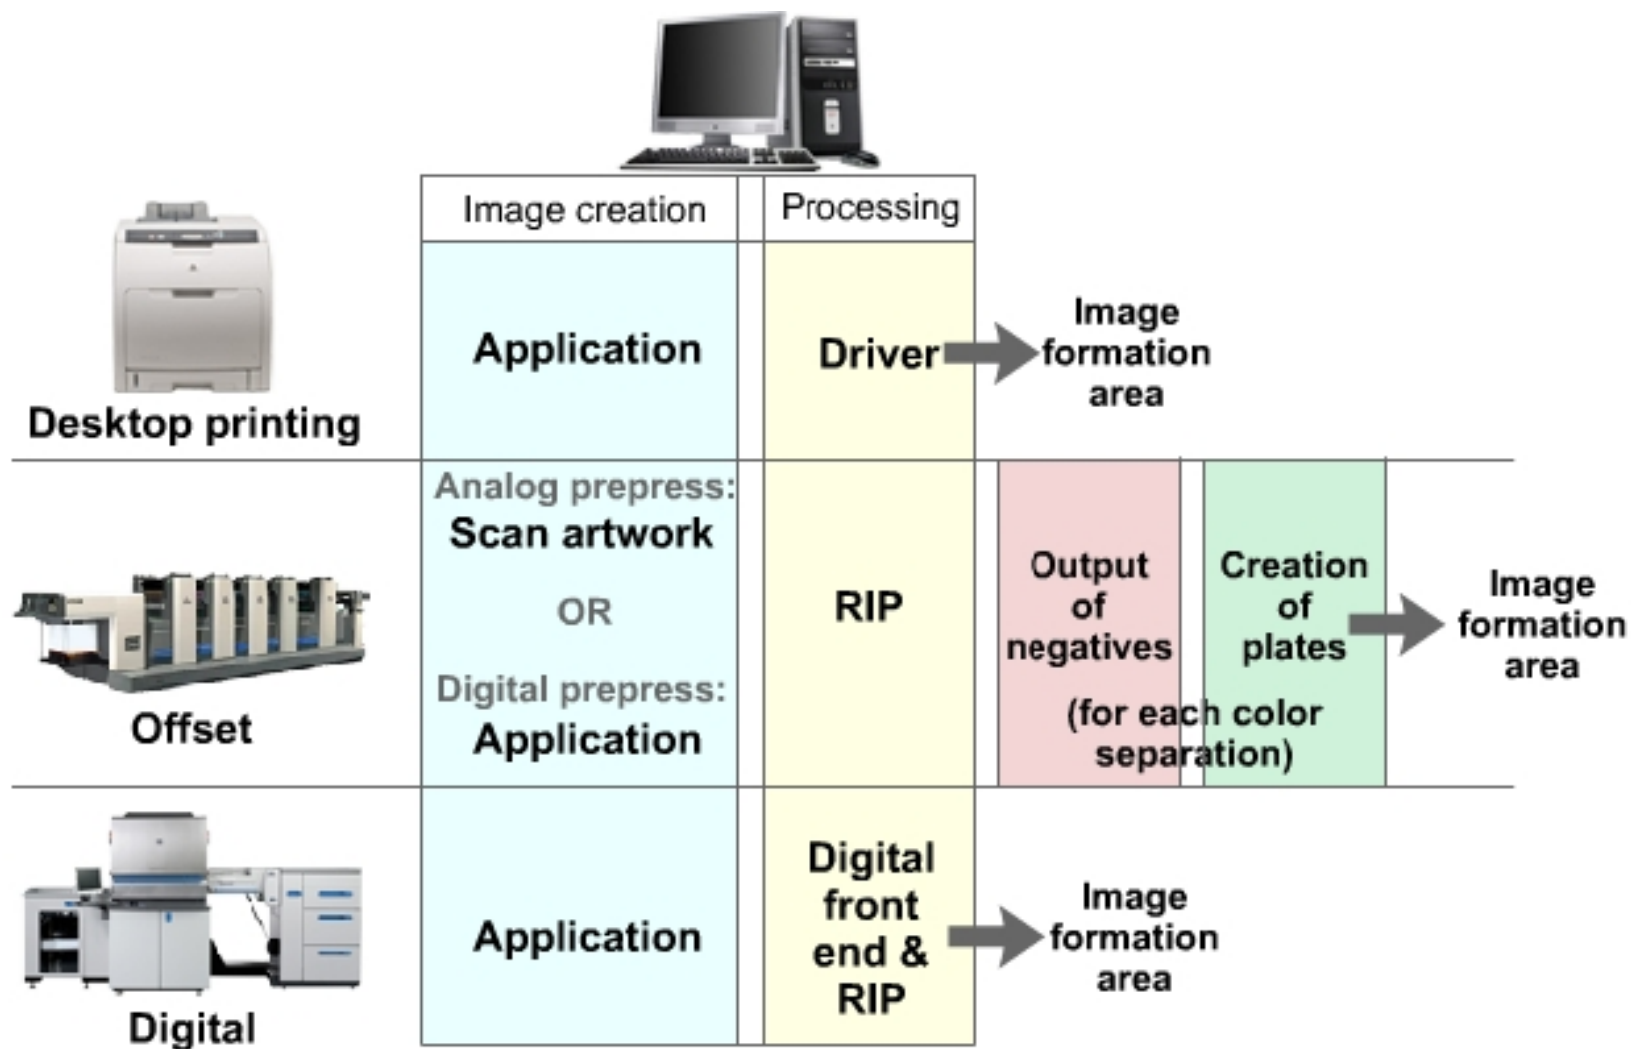 Image creation
Processing
Application
Driver
Image
formation
area
Desktop printing
Analog prepress:
Scan artwork
OR
Digital prepress:
Application
RIP
Output
of
negatives
Creation
of
plates
(for each color
separation)
Image
formation
area
Offset
Application
Digital
front
end &
RIP
Image
formation
area
Digital